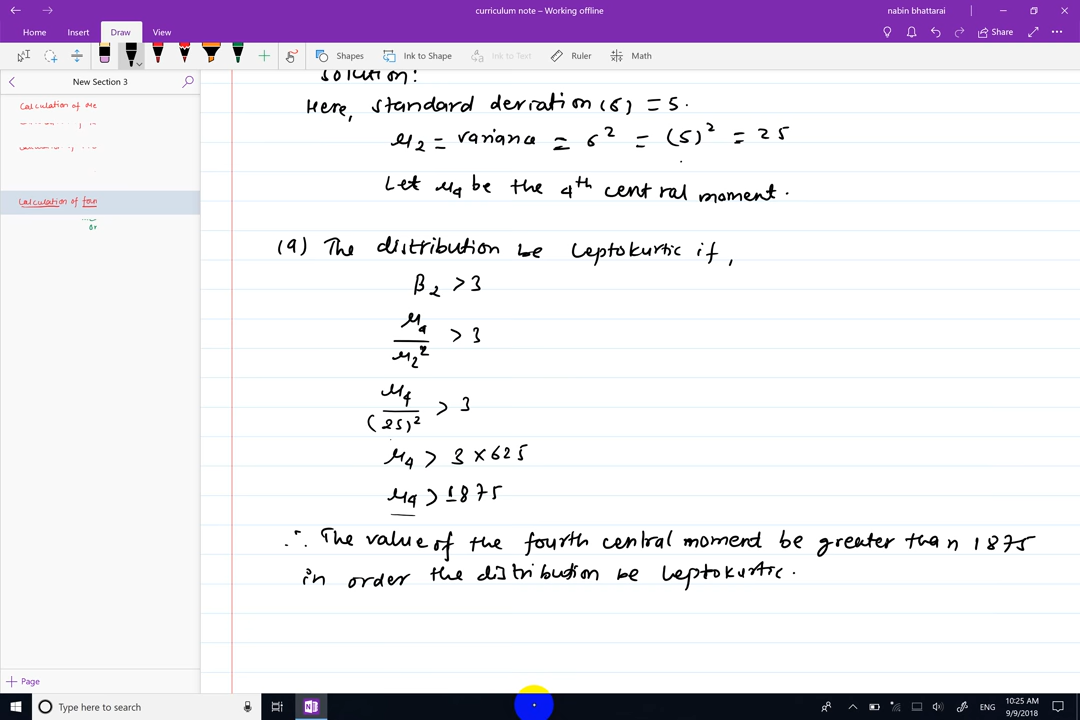 curriculum note – Working offline
nabin bhattarai
Home Insert Draw View
Share
Shapes Ink to Shape Ink to Text Ruler Math
New Section 3
Calculation of Me
Calculation of fou
+ Page
solution:
Here, standard derviation (σ) = 5.
μ₂ = variance = σ² = (5)² = 25
Let μ₄ be the 4th central moment.
(a) The distribution be leptokurtic if,
β₂ > 3
μ₄/μ₂² > 3
μ₄/(25)² > 3
μ₄ > 3 × 625
μ₄ > 1875
∴ The value of the fourth central momend be greater than 1875
in order the distribution be leptokurtic.
Type here to search
ENG
10:25 AM
9/9/2018